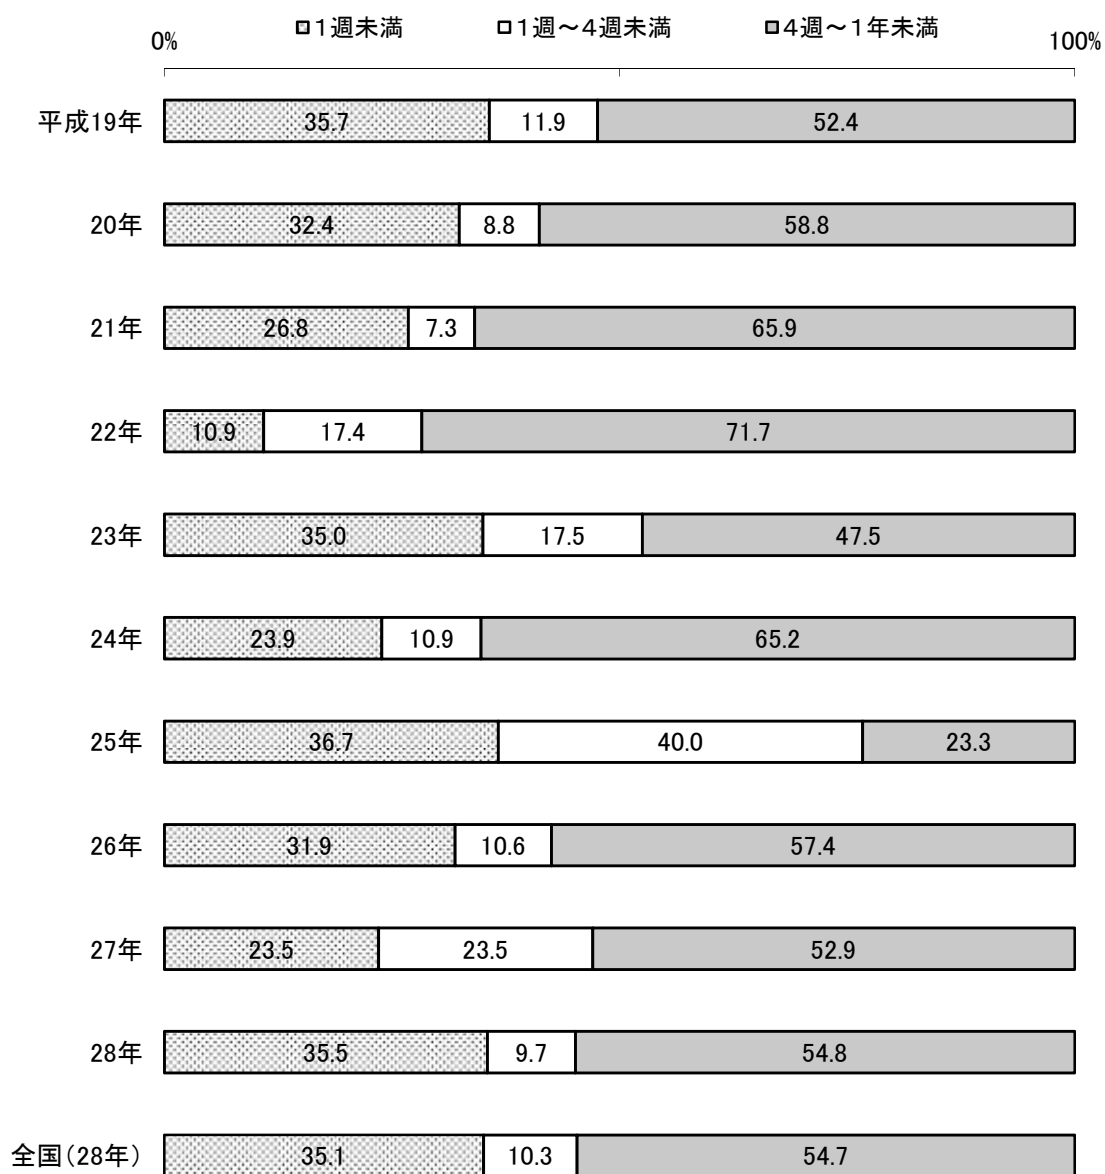 □1週未満 □1週～4週未満 □4週～1年未満
0% 100%
平成19年 35.7 11.9 52.4
20年 32.4 8.8 58.8
21年 26.8 7.3 65.9
22年 10.9 17.4 71.7
23年 35.0 17.5 47.5
24年 23.9 10.9 65.2
25年 36.7 40.0 23.3
26年 31.9 10.6 57.4
27年 23.5 23.5 52.9
28年 35.5 9.7 54.8
全国(28年) 35.1 10.3 54.7